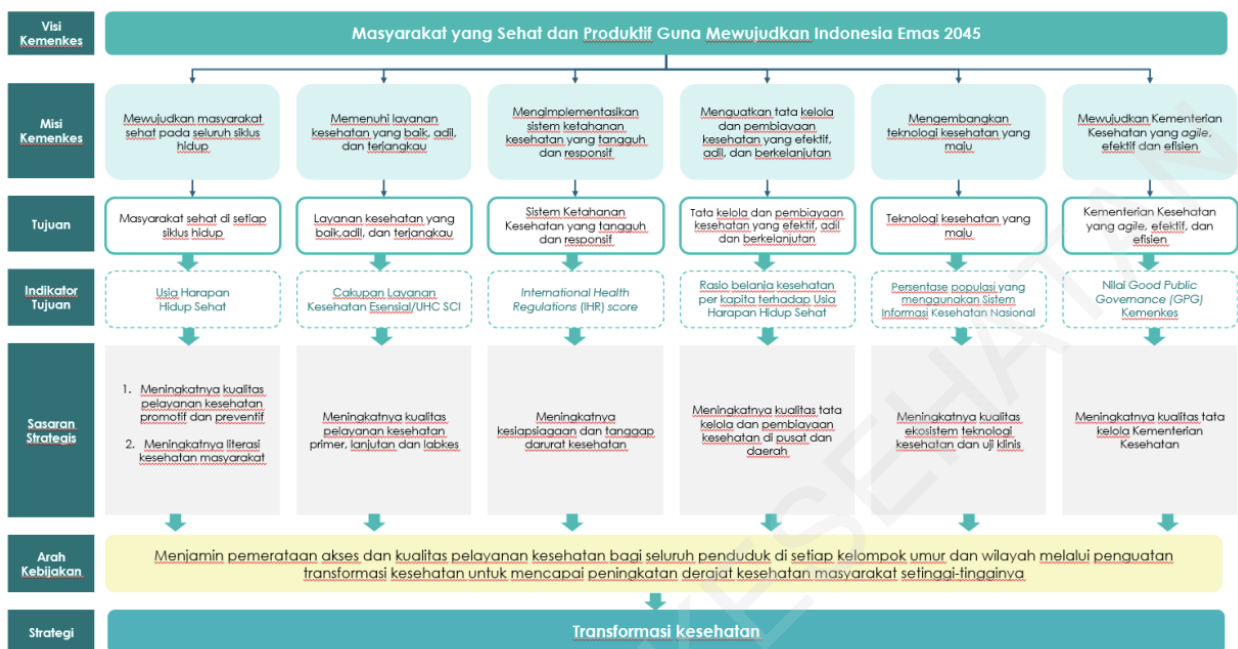 Visi
Kemenkes
Masyarakat yang Sehat dan Produktif Guna Mewujudkan Indonesia Emas 2045
Misi
Kemenkes
Mewujudkan masyarakat
sehat pada seluruh siklus
hidup
Memenuhi layanan
kesehatan yang baik, adil,
dan terjangkau
Mengimplementasikan
sistem ketahanan
kesehatan yang tangguh
dan responsif
Menguatkan tata kelola
dan pembiayaan
kesehatan yang efektif,
adil, dan berkelanjutan
Mengembangkan
teknologi kesehatan yang
maju
Mewujudkan Kementerian
Kesehatan yang agile,
efektif dan efisien
Tujuan
Masyarakat sehat di setiap
siklus hidup
Layanan kesehatan yang
baik,adil, dan terjangkau
Sistem Ketahanan
Kesehatan yang tangguh
dan responsif
Tata kelola dan pembiayaan
kesehatan yang efektif, adil
dan berkelanjutan
Teknologi kesehatan yang
maju
Kementerian Kesehatan
yang agile, efektif, dan
efisien
Indikator
Tujuan
Usia Harapan
Hidup Sehat
Cakupan Layanan
Kesehatan Esensial/UHC SCI
International Health
Regulations (IHR) score
Rasio belanja kesehatan
per kapita terhadap Usia
Harapan Hidup Sehat
Persentase populasi yang
menggunakan Sistem
Informasi Kesehatan Nasional
Nilai Good Public
Governance (GPG)
Kemenkes
Sasaran
Strategis
1. Meningkatnya kualitas
pelayanan kesehatan
promotif dan preventif
2. Meningkatnya literasi
kesehatan masyarakat
Meningkatnya kualitas
pelayanan kesehatan
primer, lanjutan dan labkes
Meningkatnya
kesiapsiagaan dan tanggap
darurat kesehatan
Meningkatnya kualitas tata
kelola dan pembiayaan
kesehatan di pusat dan
daerah
Meningkatnya kualitas
ekosistem teknologi
kesehatan dan uji klinis
Meningkatnya kualitas tata
kelola Kementerian
Kesehatan
Arah
Kebijakan
Menjamin pemerataan akses dan kualitas pelayanan kesehatan bagi seluruh penduduk di setiap kelompok umur dan wilayah melalui penguatan
transformasi kesehatan untuk mencapai peningkatan derajat kesehatan masyarakat setinggi-tingginya
Strategi
Transformasi kesehatan
KESEHATAN